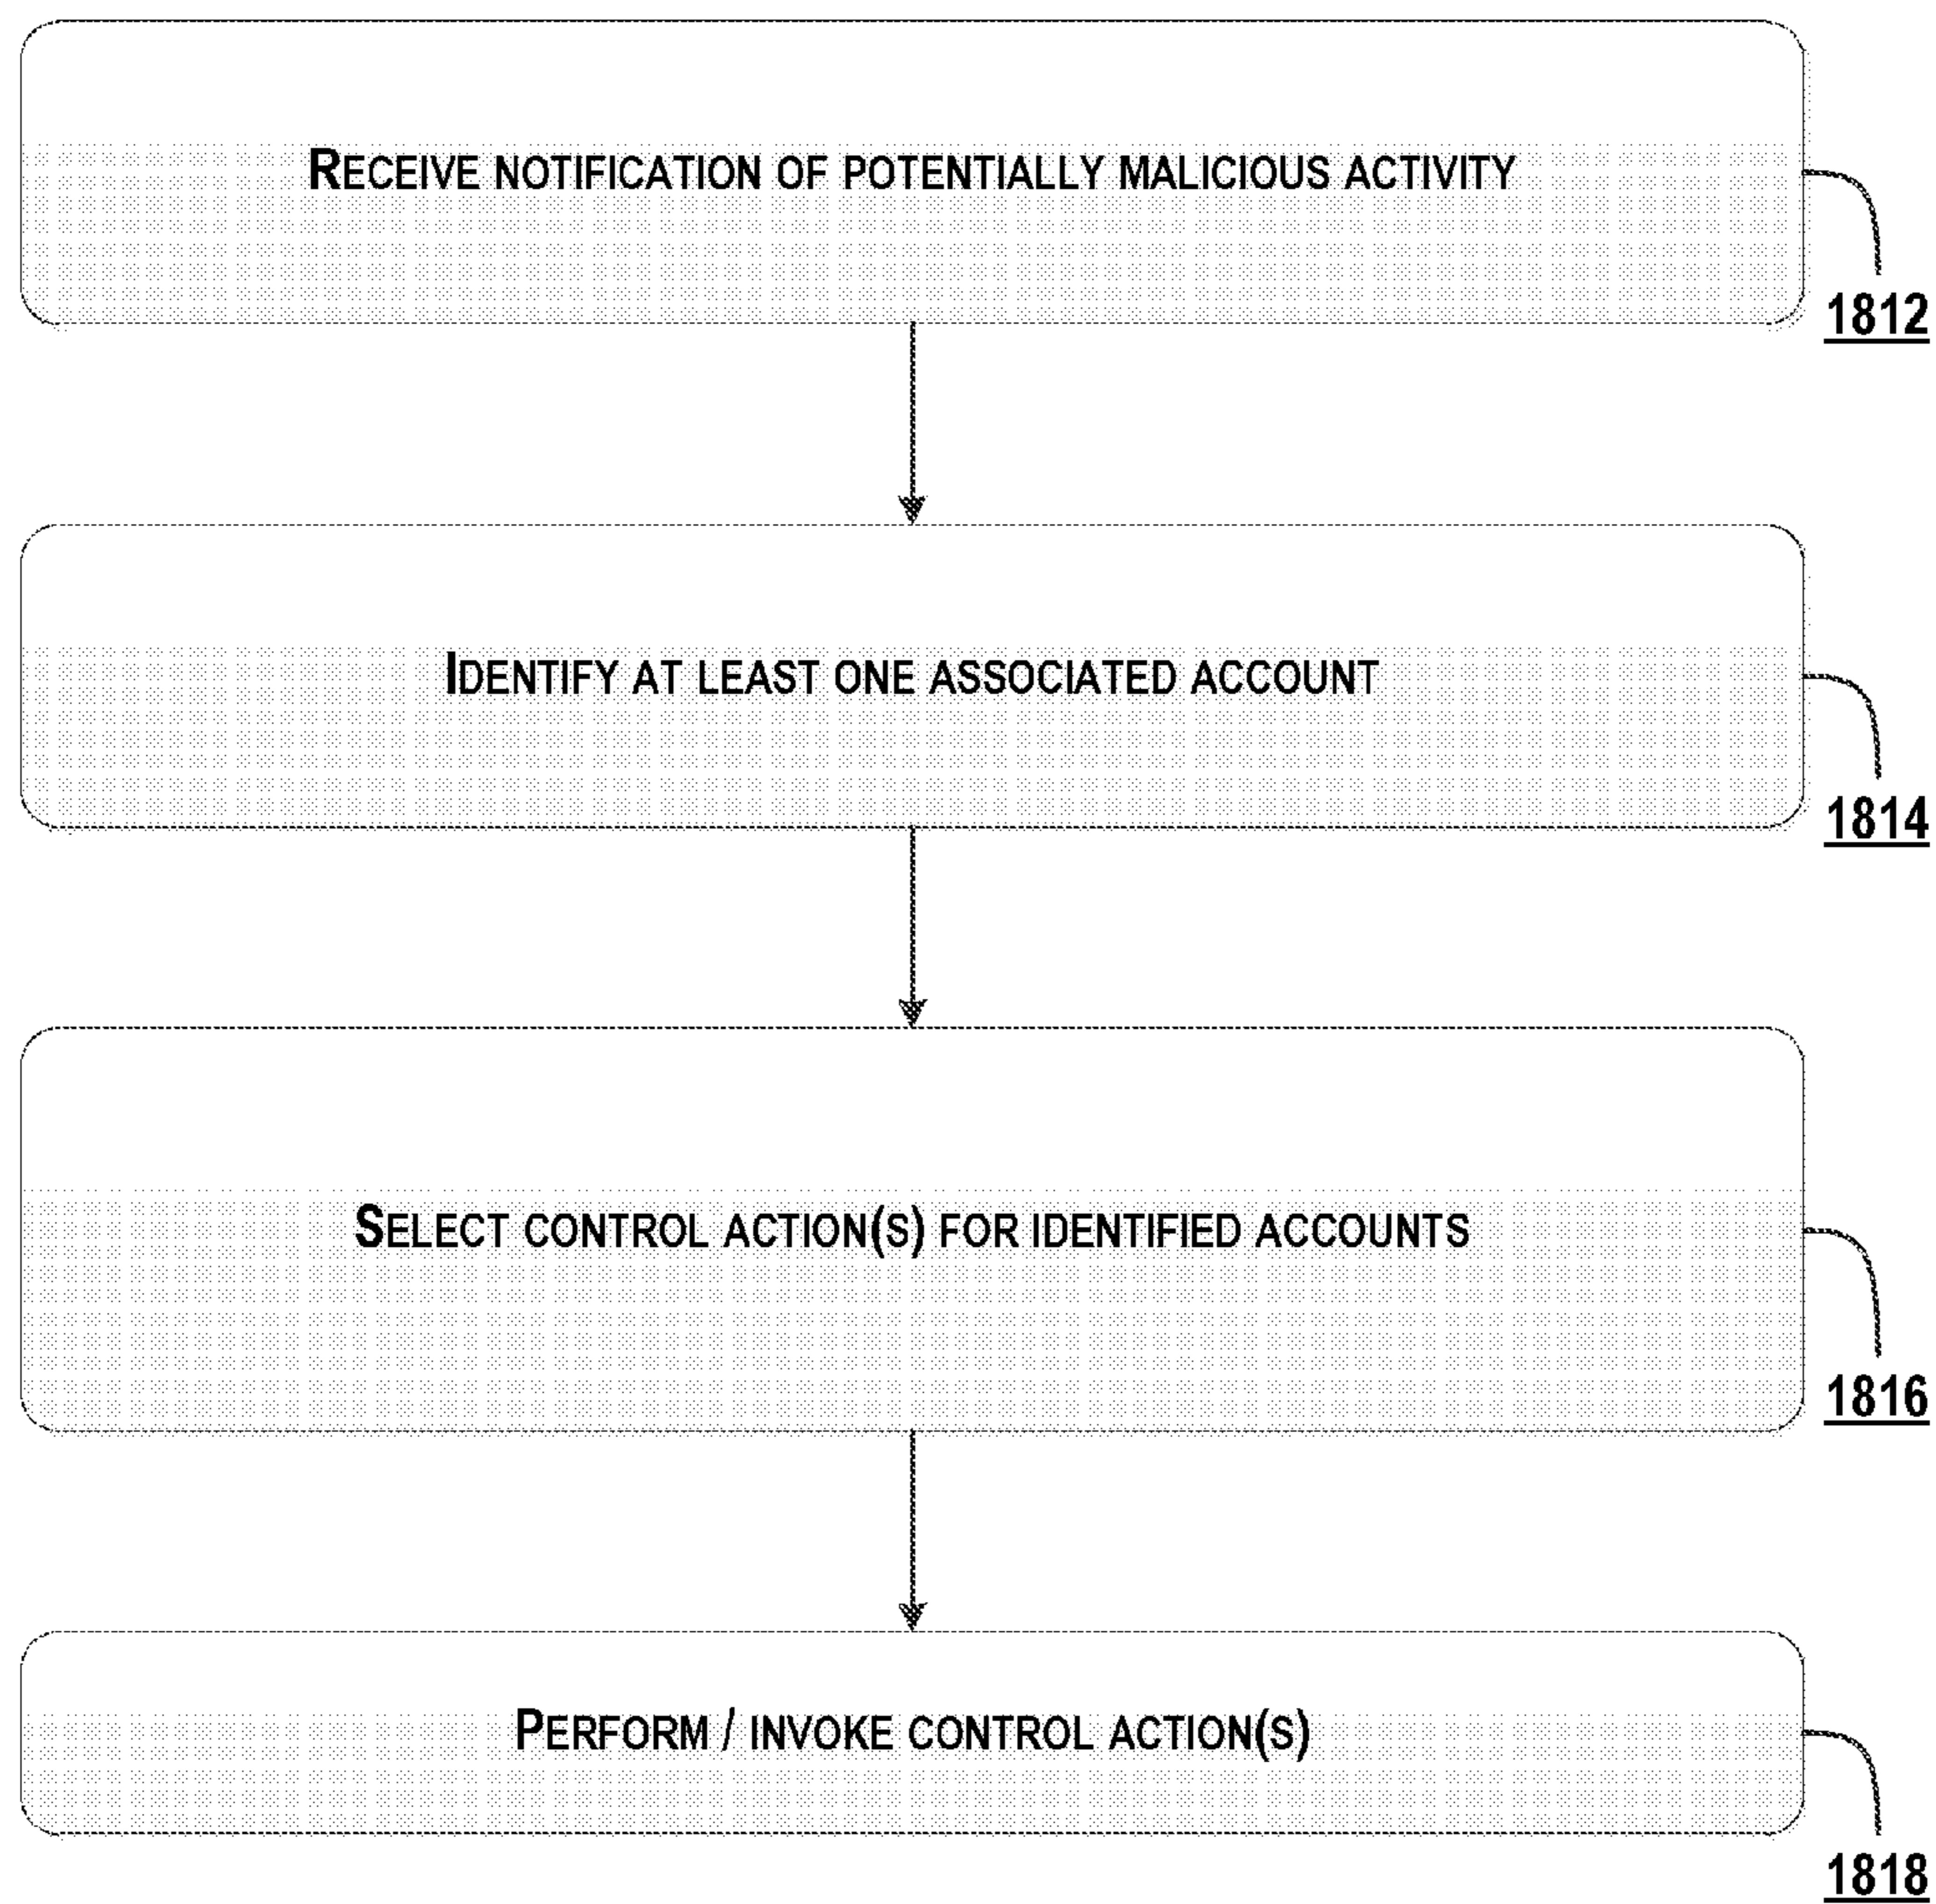 RECEIVE NOTIFICATION OF POTENTIALLY MALICIOUS ACTIVITY
1812
IDENTIFY AT LEAST ONE ASSOCIATED ACCOUNT
1814
SELECT CONTROL ACTION(S) FOR IDENTIFIED ACCOUNTS
1816
PERFORM / INVOKE CONTROL ACTION(S)
1818